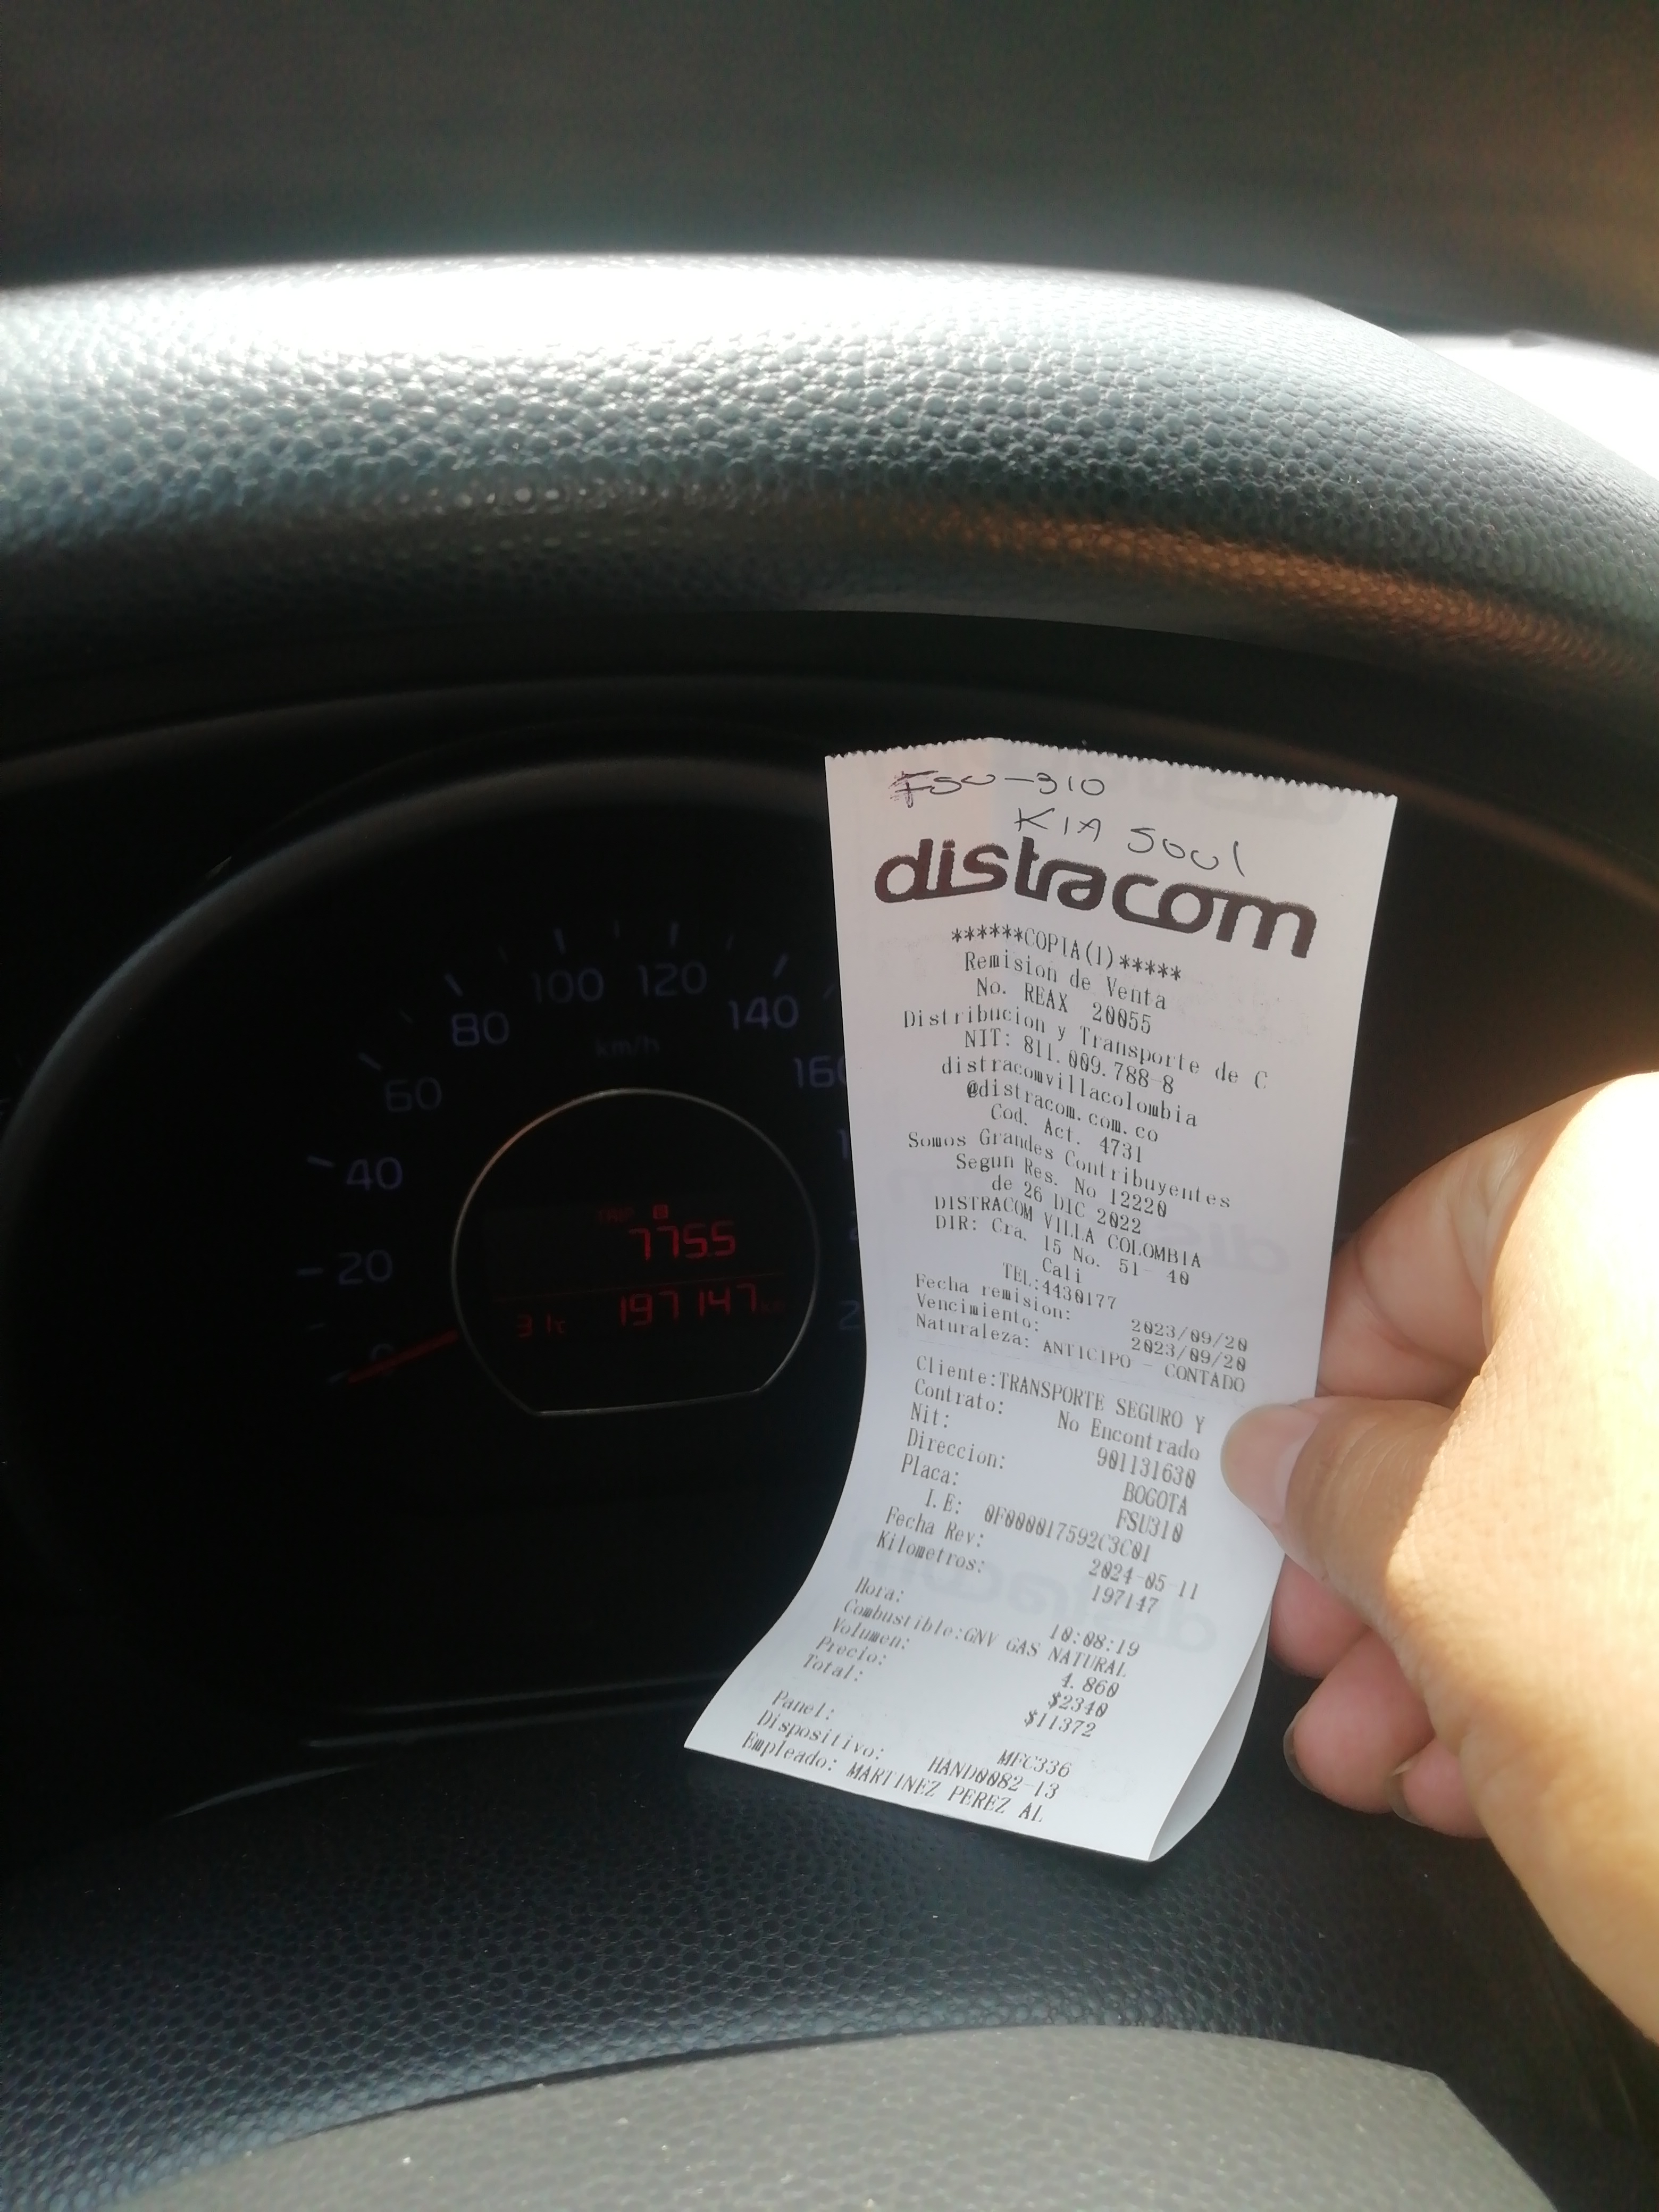 FSU-310
KIA SOUL
distracom
******COPIA(1)*****
Remision de Venta
No. REAX 20055
Distribucion y Transporte de C
NIT: 811.009.788-8
distracomvillacolombia
@distracom.com.co
Cod. Act. 4731
Somos Grandes Contribuyentes
Segun Res. No 12220
de 26 DIC 2022
DISTRACOM VILLA COLOMBIA
DIR: Cra. 15 No. 51- 40
Cali
TEL:4430177
Fecha remision: 2023/09/20
Vencimiento: 2023/09/20
Naturaleza: ANTICIPO - CONTADO
Cliente:TRANSPORTE SEGURO Y
Contrato: No Encontrado
Nit: 901131630
Direccion: BOGOTA
Placa: FSU310
I.E: 0F000017592C3C01
Fecha Rev: 2024-05-11
Kilometros: 197147
Hora: 10:08:19
Combustible:GNV GAS NATURAL
Volumen: 4.860
Precio: $2340
Total: $11372
Panel: MFC336
Dispositivo: HAND0082-13
Empleado: MARTINEZ PEREZ AL
0
20
40
60
80
100
120
140
km/h
TRIP B
775.5
31°C 197147 km